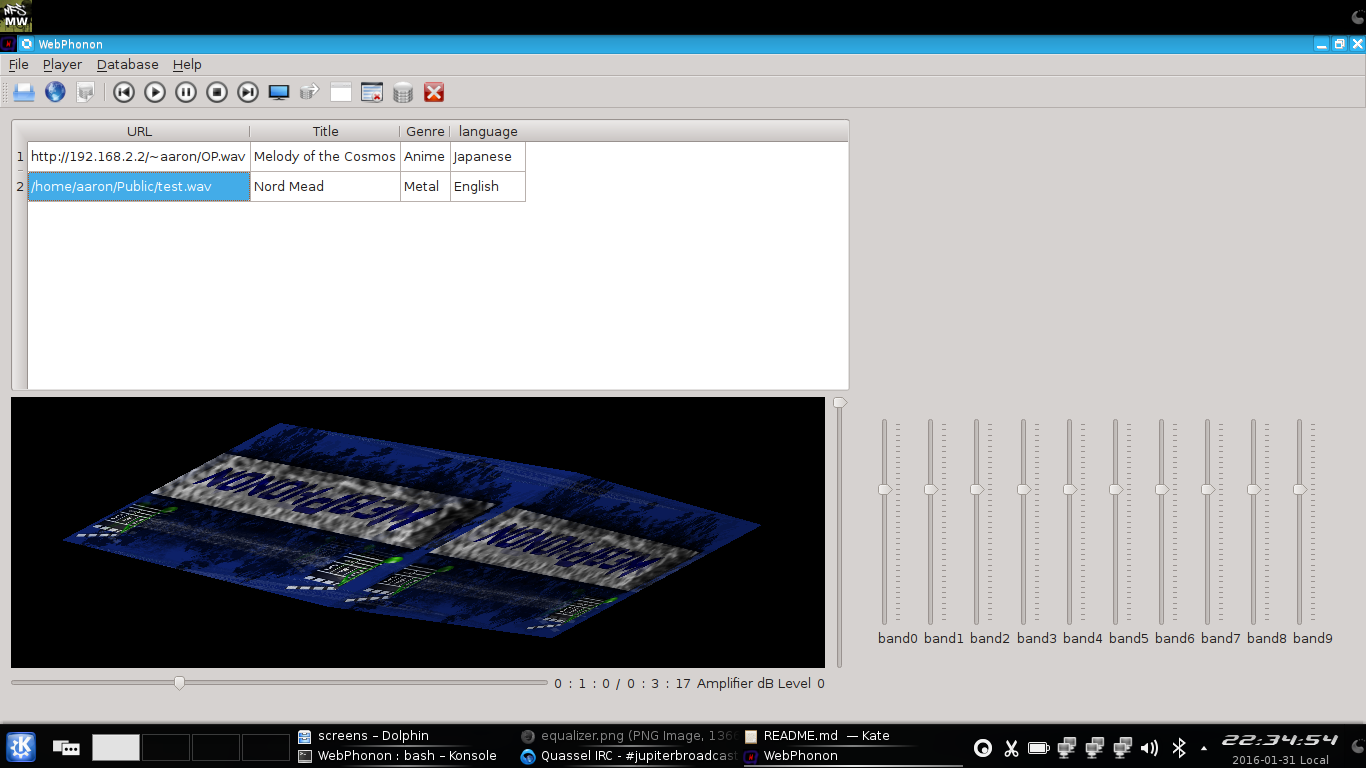 NFS
MW
WebPhonon
File Player Database Help
URL Title Genre language
1 http://192.168.2.2/~aaron/OP.wav Melody of the Cosmos Anime Japanese
2 /home/aaron/Public/test.wav Nord Mead Metal English
WEBPHONON
WEBPHONON
band0 band1 band2 band3 band4 band5 band6 band7 band8 band9
0 : 1 : 0 / 0 : 3 : 17 Amplifier dB Level 0
screens – Dolphin equalizer.png (PNG Image, 136 README.md — Kate
WebPhonon : bash – Konsole Quassel IRC - #jupiterbroadcast WebPhonon
22:34:54
2016-01-31 Local